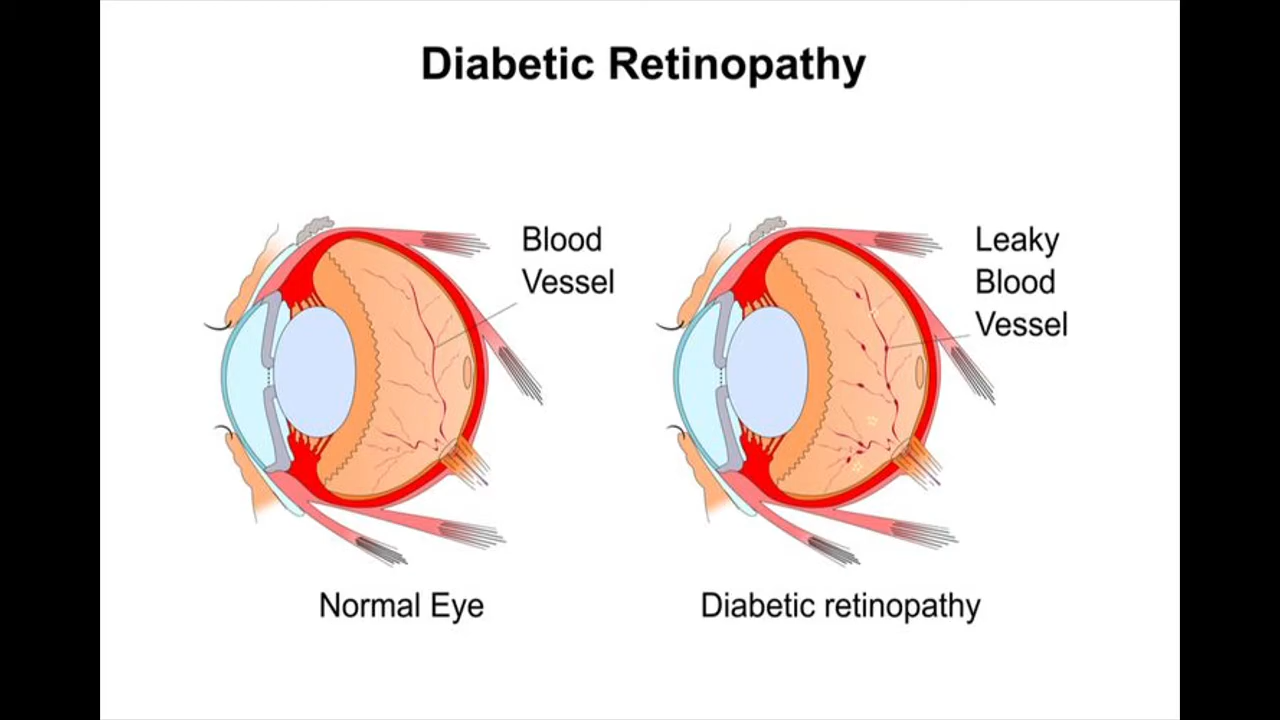 Diabetic Retinopathy
Blood
Vessel
Leaky
Blood
Vessel
Normal Eye
Diabetic retinopathy